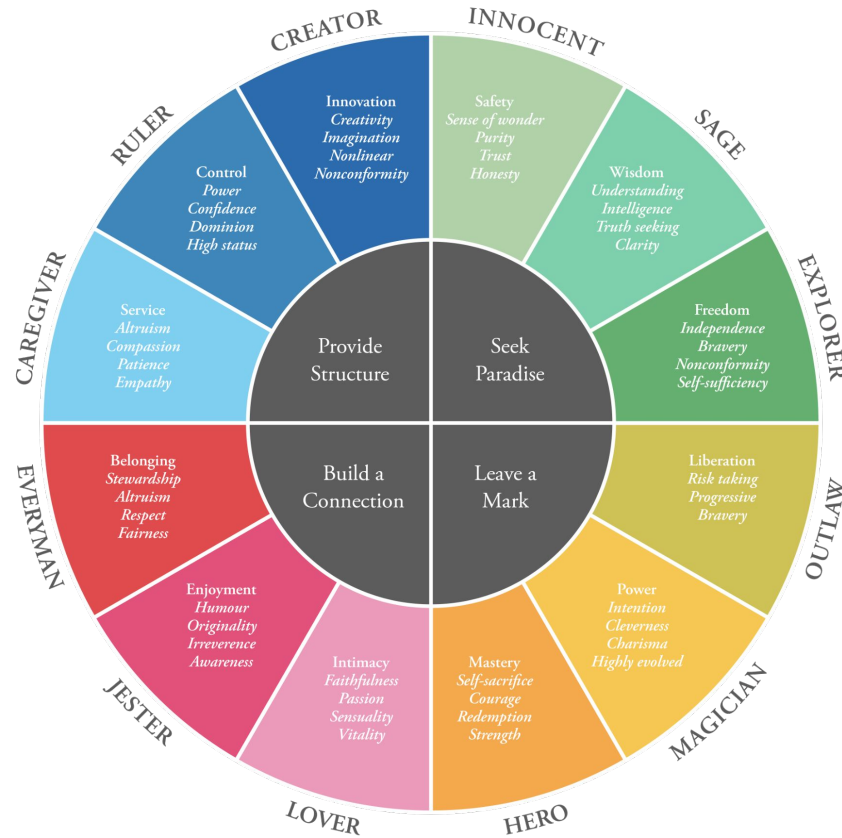 CREATOR
INNOCENT
RULER
SAGE
CAREGIVER
EXPLORER
EVERYMAN
OUTLAW
JESTER
MAGICIAN
LOVER
HERO
Innovation
Creativity
Imagination
Nonlinear
Nonconformity
Safety
Sense of wonder
Purity
Trust
Honesty
Control
Power
Confidence
Dominion
High status
Wisdom
Understanding
Intelligence
Truth seeking
Clarity
Service
Altruism
Compassion
Patience
Empathy
Freedom
Independence
Bravery
Nonconformity
Self-sufficiency
Provide
Structure
Seek
Paradise
Build a
Connection
Leave a
Mark
Belonging
Stewardship
Altruism
Respect
Fairness
Liberation
Risk taking
Progressive
Bravery
Enjoyment
Humour
Originality
Irreverence
Awareness
Power
Intention
Cleverness
Charisma
Highly evolved
Intimacy
Faithfulness
Passion
Sensuality
Vitality
Mastery
Self-sacrifice
Courage
Redemption
Strength